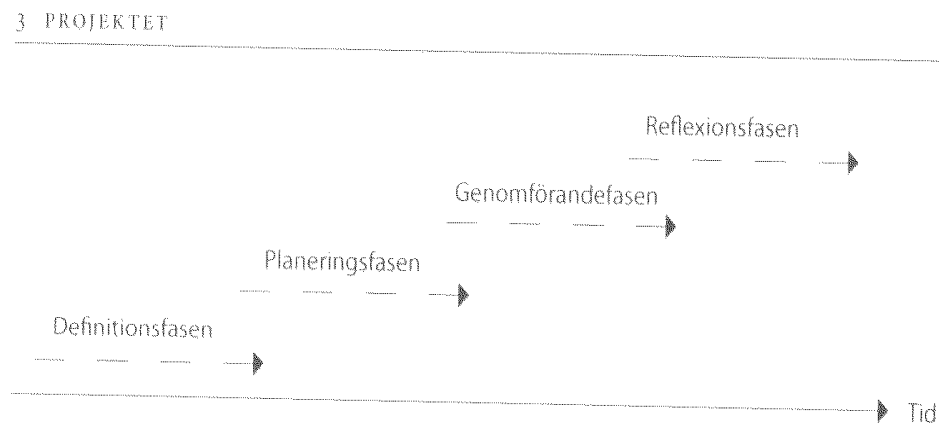 3 PROJEKTET
Reflexionsfasen
Genomförandefasen
Planeringsfasen
Definitionsfasen
Tid